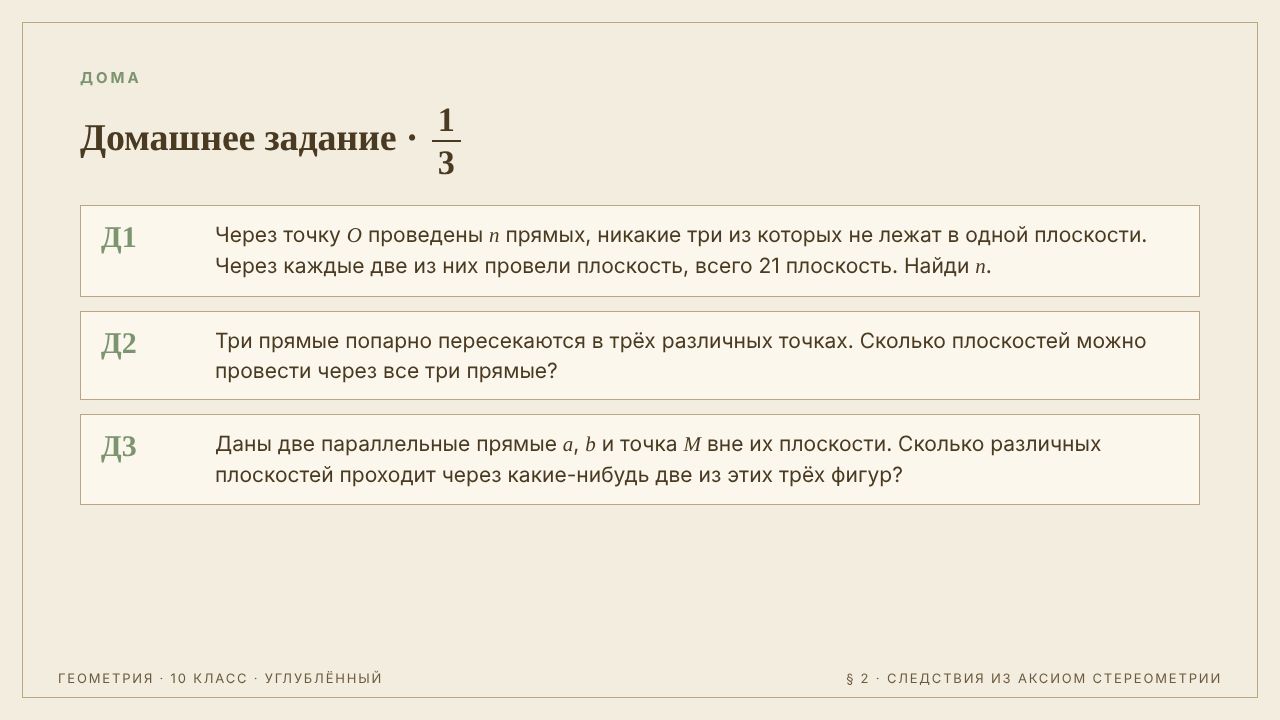 ДОМА
Домашнее задание · 1/3
Д1
Через точку O проведены n прямых, никакие три из которых не лежат в одной плоскости.
Через каждые две из них провели плоскость, всего 21 плоскость. Найди n.
Д2
Три прямые попарно пересекаются в трёх различных точках. Сколько плоскостей можно
провести через все три прямые?
Д3
Даны две параллельные прямые a, b и точка M вне их плоскости. Сколько различных
плоскостей проходит через какие-нибудь две из этих трёх фигур?
ГЕОМЕТРИЯ · 10 КЛАСС · УГЛУБЛЁННЫЙ
§ 2 · СЛЕДСТВИЯ ИЗ АКСИОМ СТЕРЕОМЕТРИИ